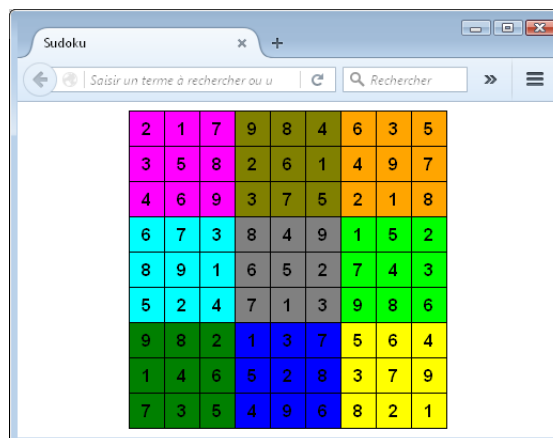 Sudoku
Saisir un terme à rechercher ou u
Rechercher
2 1 7 9 8 4 6 3 5
3 5 8 2 6 1 4 9 7
4 6 9 3 7 5 2 1 8
6 7 3 8 4 9 1 5 2
8 9 1 6 5 2 7 4 3
5 2 4 7 1 3 9 8 6
9 8 2 1 3 7 5 6 4
1 4 6 5 2 8 3 7 9
7 3 5 4 9 6 8 2 1